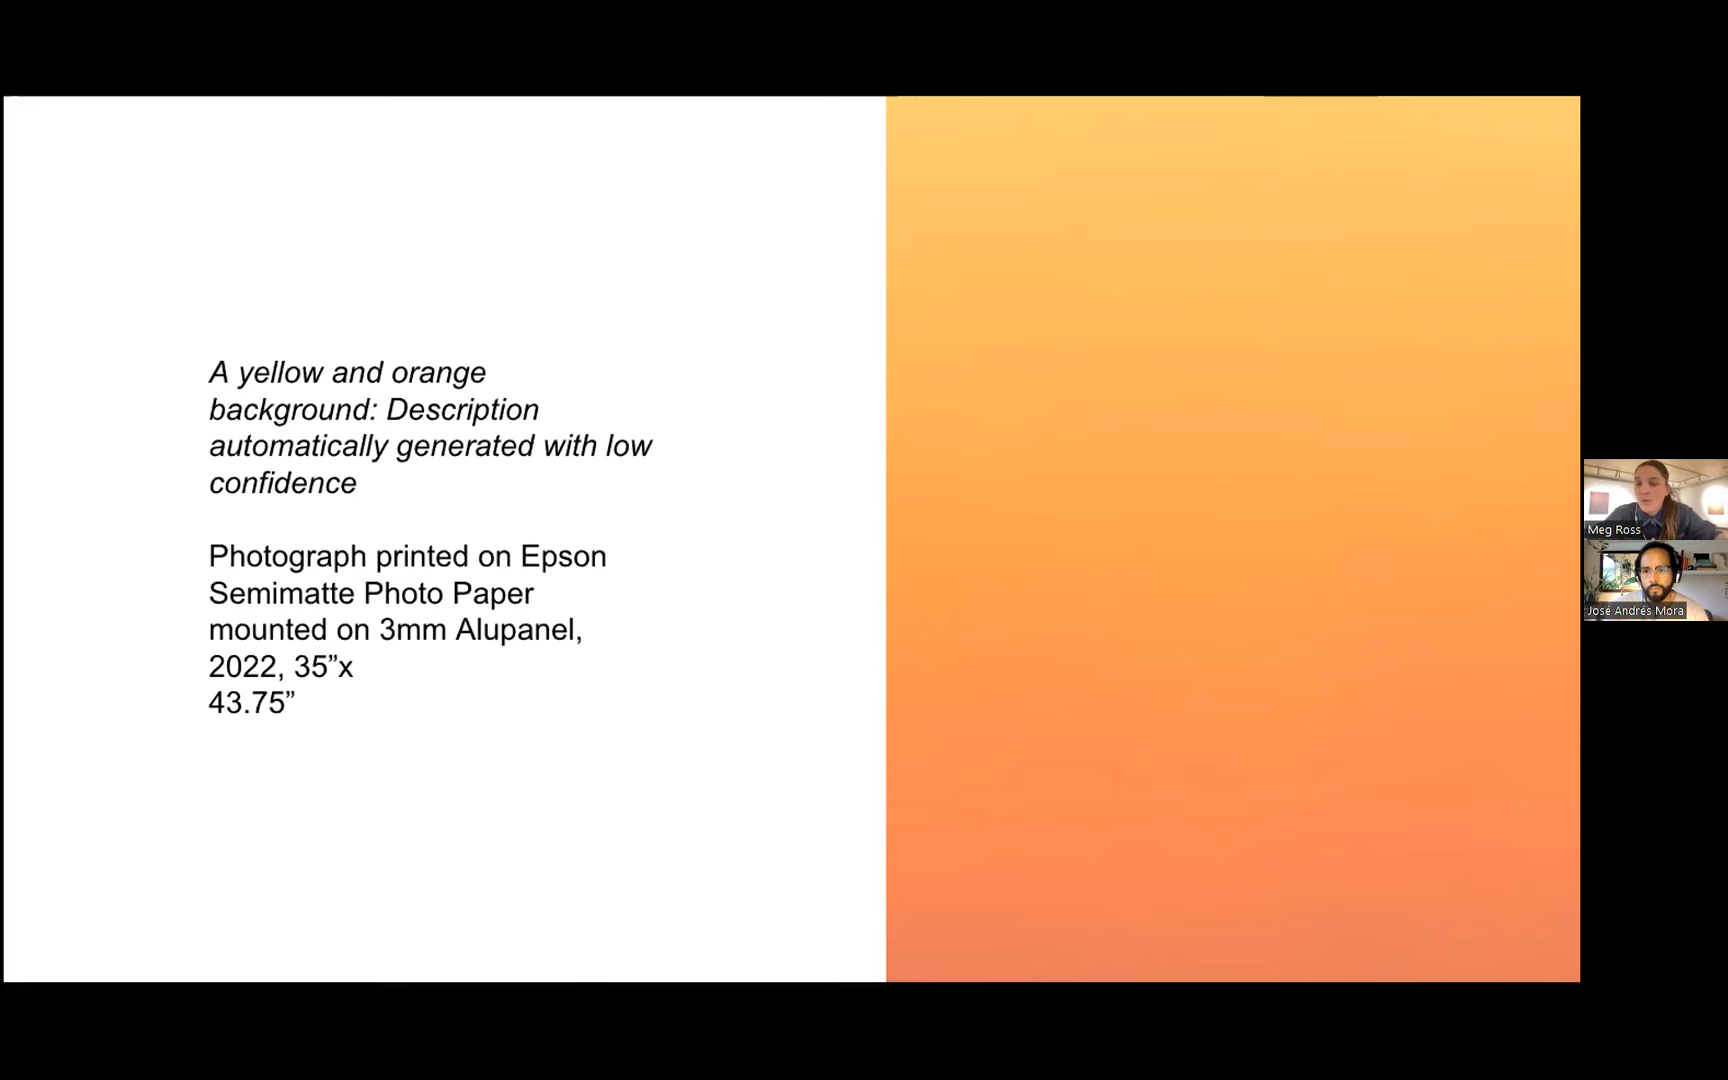 A yellow and orange
background: Description
automatically generated with low
confidence
Photograph printed on Epson
Semimatte Photo Paper
mounted on 3mm Alupanel,
2022, 35”x
43.75”
Meg Ross
José Andrés Mora